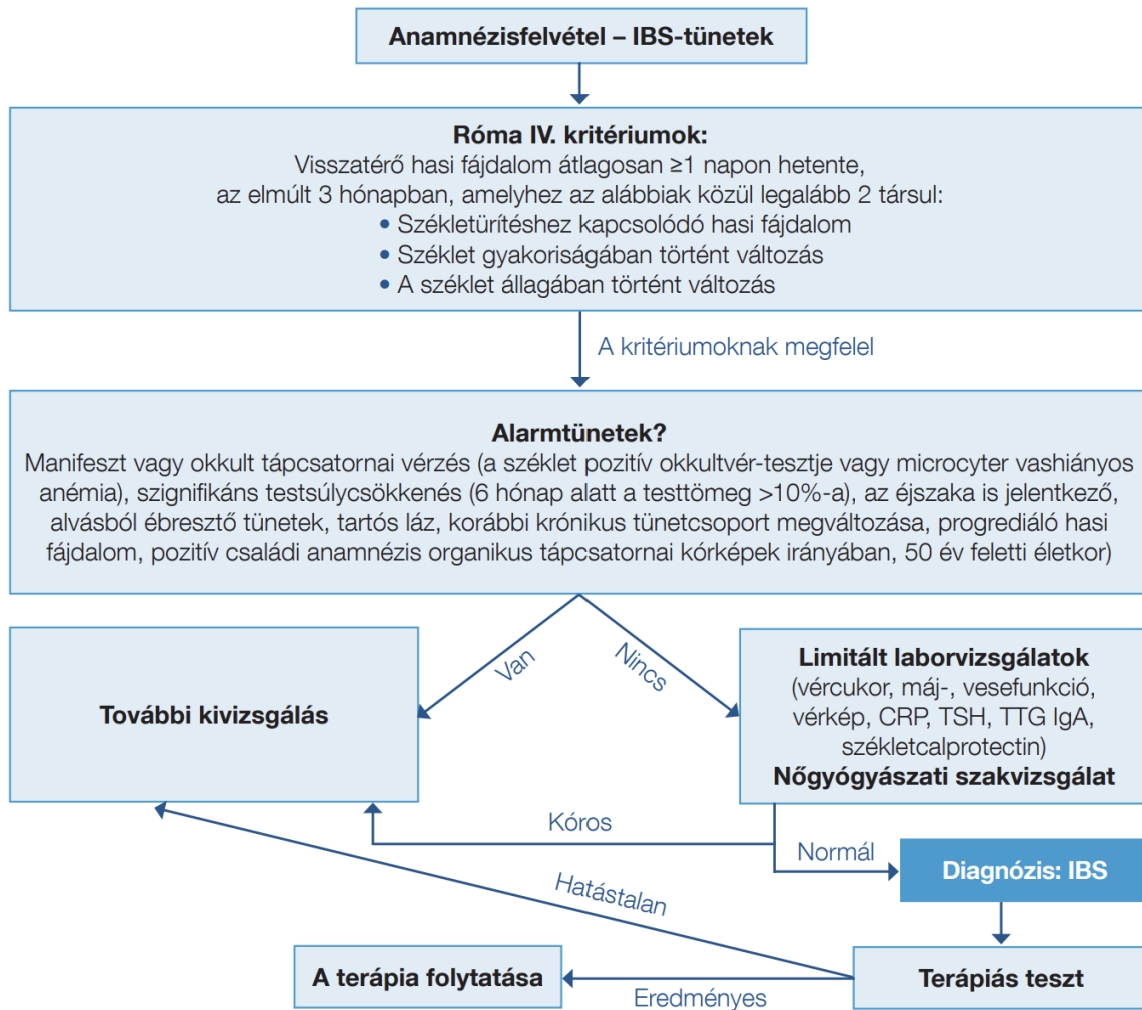 Anamnézisfelvétel – IBS-tünetek
Róma IV. kritériumok:
Visszatérő hasi fájdalom átlagosan ≥1 napon hetente,
az elmúlt 3 hónapban, amelyhez az alábbiak közül legalább 2 társul:
• Székletürítéshez kapcsolódó hasi fájdalom
• Széklet gyakoriságában történt változás
• A széklet állagában történt változás
A kritériumoknak megfelel
Alarmtünetek?
Manifeszt vagy okkult tápcsatornai vérzés (a széklet pozitív okkultvér-tesztje vagy microcyter vashiányos
anémia), szignifikáns testsúlycsökkenés (6 hónap alatt a testtömeg >10%-a), az éjszaka is jelentkező,
alvásból ébresztő tünetek, tartós láz, korábbi krónikus tünetcsoport megváltozása, progrediáló hasi
fájdalom, pozitív családi anamnézis organikus tápcsatornai kórképek irányában, 50 év feletti életkor)
Van
Nincs
További kivizsgálás
Limitált laborvizsgálatok
(vércukor, máj-, vesefunkció,
vérkép, CRP, TSH, TTG IgA,
székletcalprotectin)
Nőgyógyászati szakvizsgálat
Kóros
Normál
Diagnózis: IBS
Hatástalan
A terápia folytatása
Eredményes
Terápiás teszt